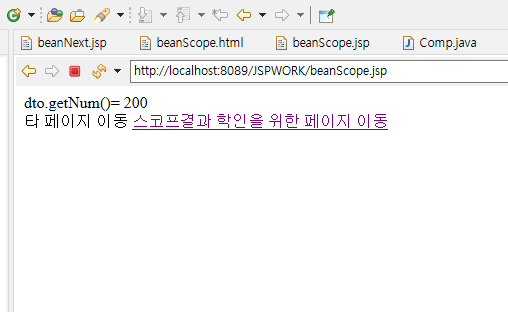 beanNext.jsp beanScope.html beanScope.jsp Comp.java
http://localhost:8089/JSPWORK/beanScope.jsp
dto.getNum()= 200
타 페이지 이동 스코프결과 학인을 위한 페이지 이동